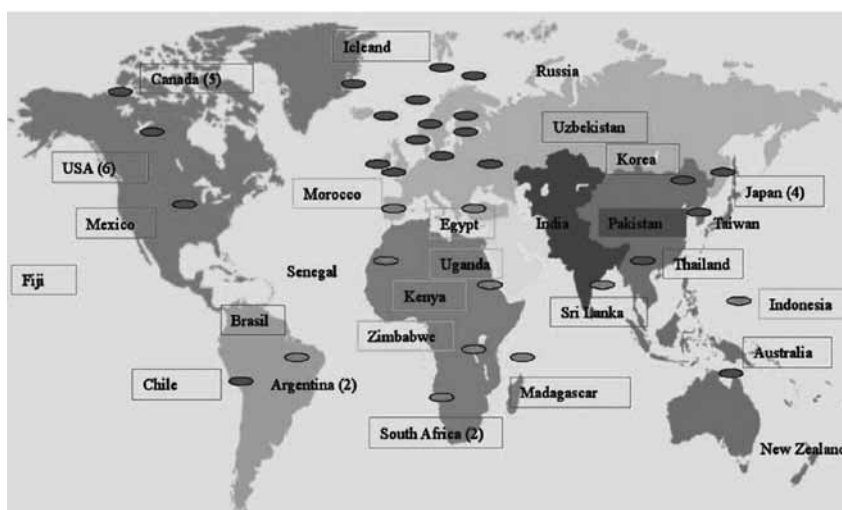 Icleand
Canada (5)
Russia
Uzbekistan
USA (6)
Korea
Morocco
Japan (4)
Mexico
Egypt
India
Pakistan
Taiwan
Fiji
Senegal
Uganda
Thailand
Kenya
Indonesia
Brasil
Sri Lanka
Zimbabwe
Australia
Chile
Argentina (2)
Madagascar
South Africa (2)
New Zealand